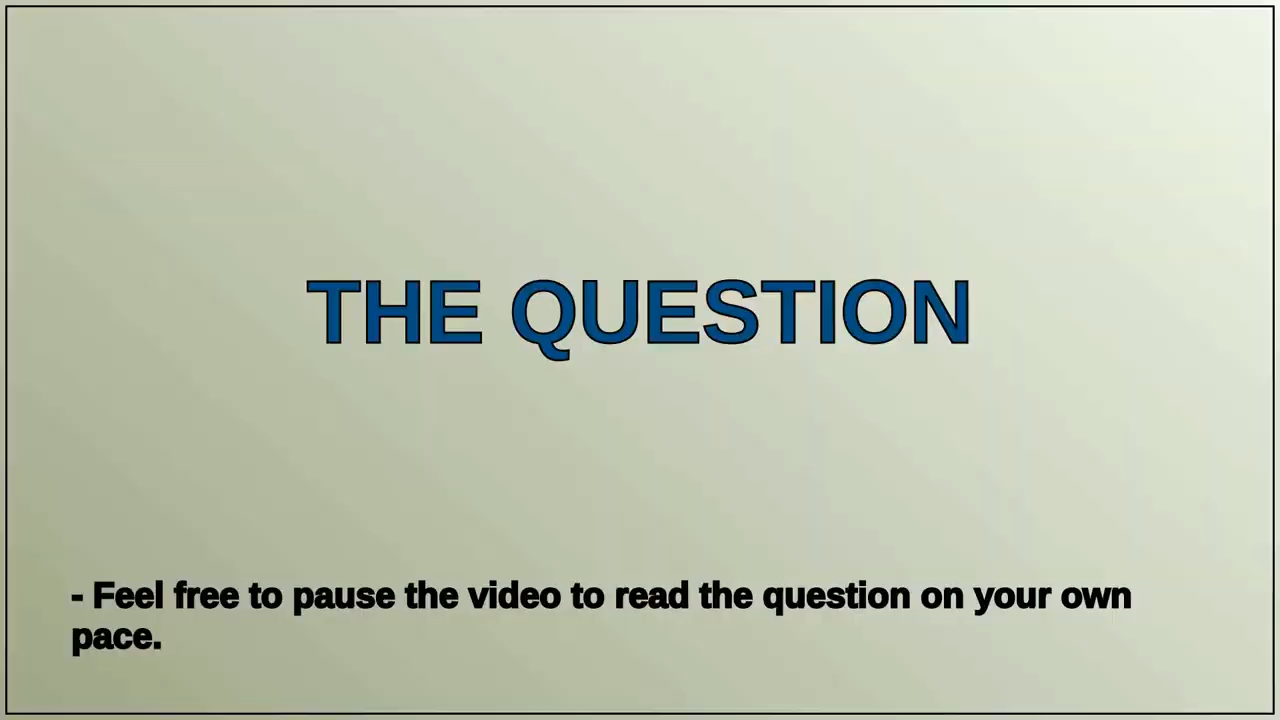 THE QUESTION
- Feel free to pause the video to read the question on your own
pace.